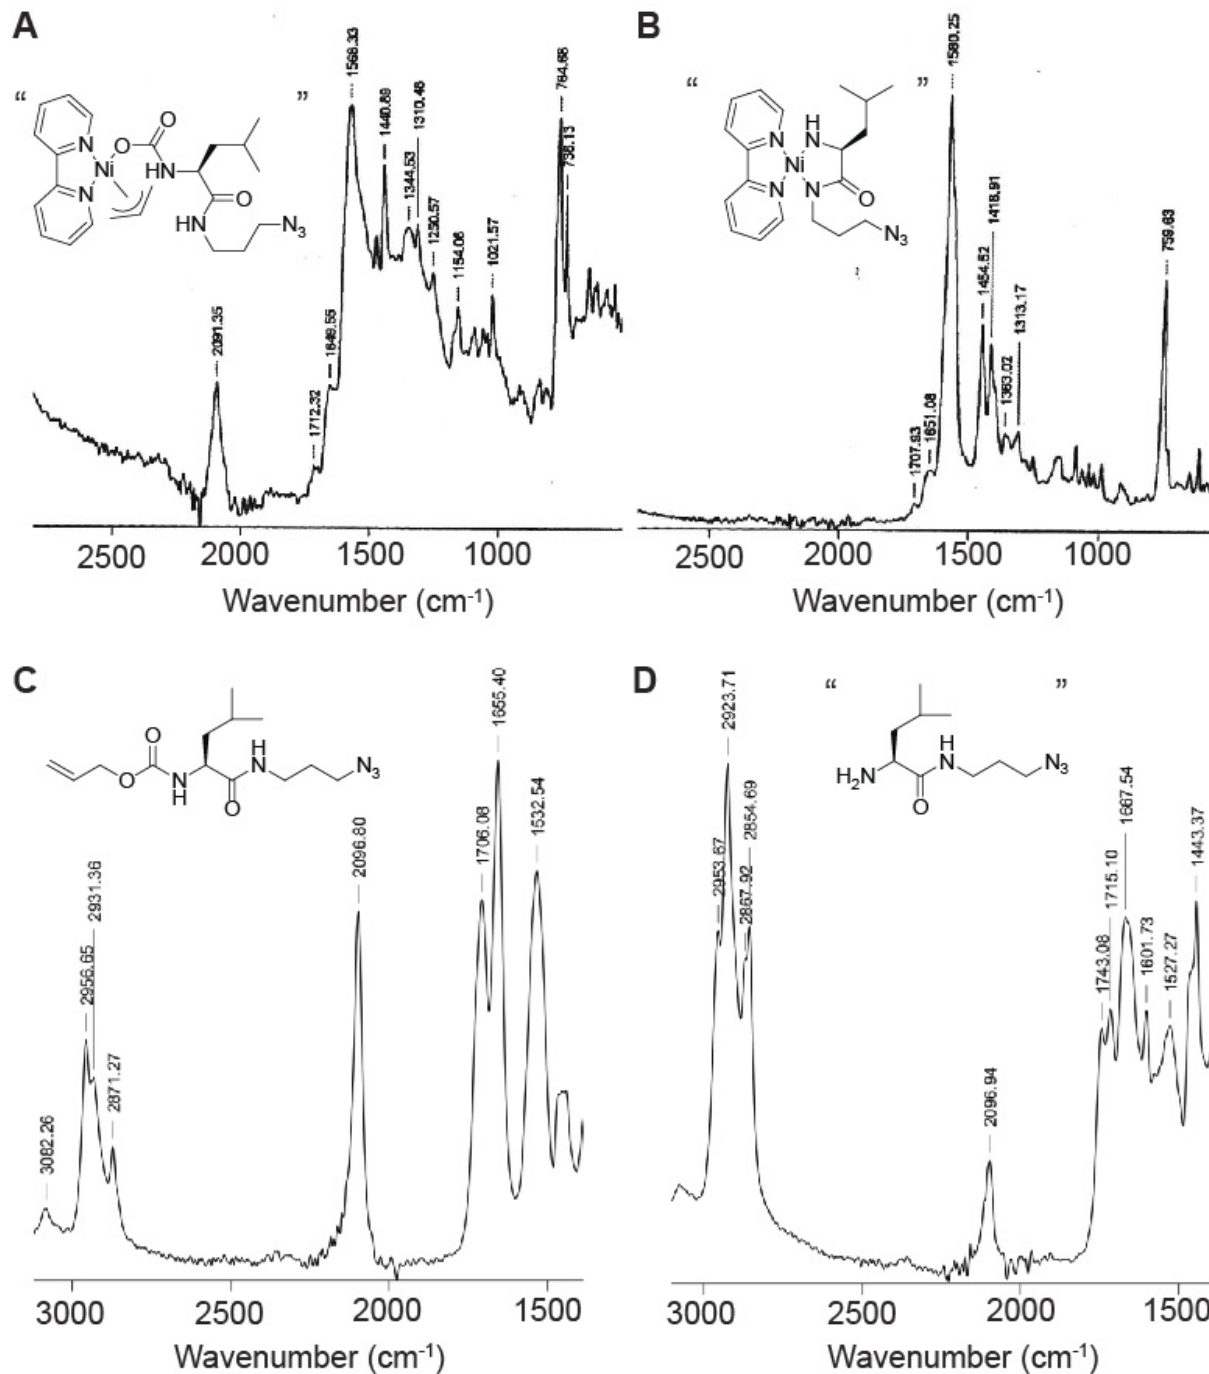 A
“ ”
N
N
Ni
O
O
N
H
O
HN
N3
2091.35
1712.32
1649.55
1568.33
1440.89
1344.53
1310.48
1250.57
1154.06
1021.57
764.68
738.13
2500 2000 1500 1000
Wavenumber (cm-1)
B
“ ”
N
N
Ni
NH
N
O
N3
1707.93
1651.08
1580.25
1454.52
1418.91
1363.02
1313.17
759.63
2500 2000 1500 1000
Wavenumber (cm-1)
C
O
O
N
H
O
H
N
N3
3082.26
2956.65
2931.36
2871.27
2096.80
1706.08
1655.40
1532.54
3000 2500 2000 1500
Wavenumber (cm-1)
D
“ ”
H2N
O
H
N
N3
2953.67
2923.71
2867.92
2854.69
2096.94
1743.08
1715.10
1667.54
1601.73
1527.27
1443.37
3000 2500 2000 1500
Wavenumber (cm-1)